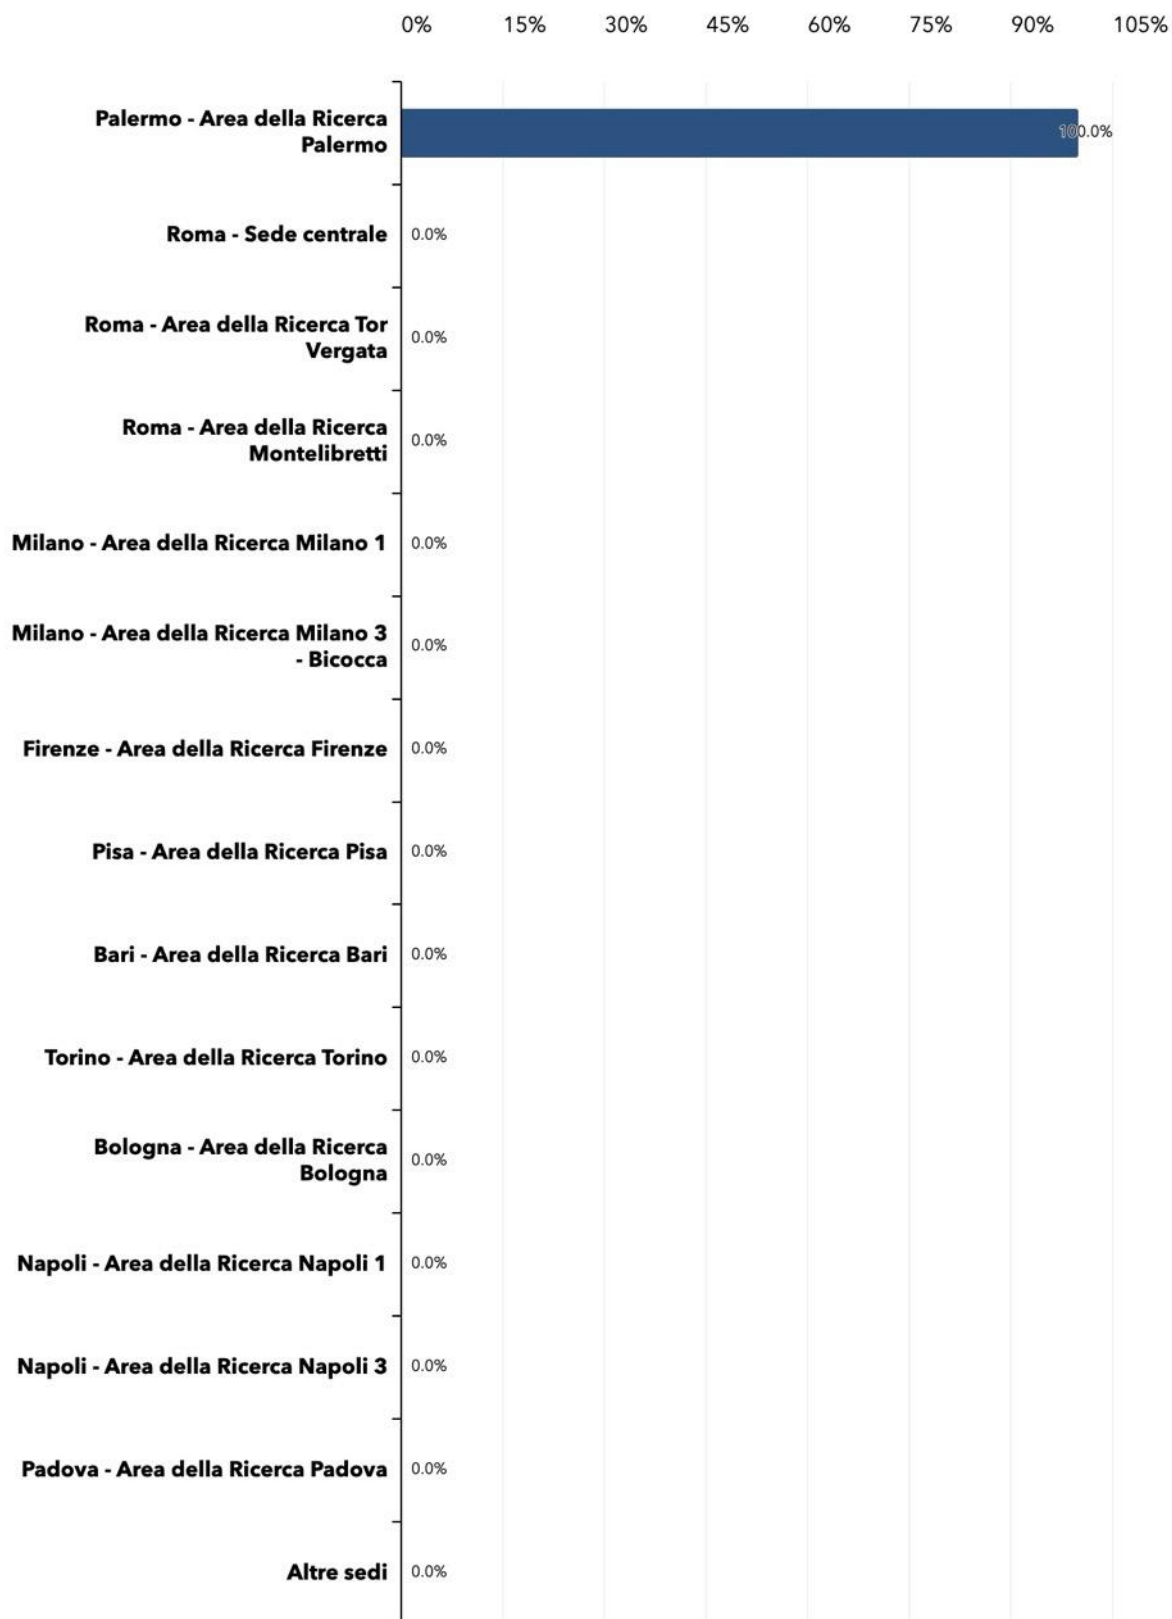 0% 15% 30% 45% 60% 75% 90% 105%
Palermo - Area della Ricerca
Palermo
100.0%
Roma - Sede centrale
0.0%
Roma - Area della Ricerca Tor
Vergata
0.0%
Roma - Area della Ricerca
Montelibretti
0.0%
Milano - Area della Ricerca Milano 1
0.0%
Milano - Area della Ricerca Milano 3
- Bicocca
0.0%
Firenze - Area della Ricerca Firenze
0.0%
Pisa - Area della Ricerca Pisa
0.0%
Bari - Area della Ricerca Bari
0.0%
Torino - Area della Ricerca Torino
0.0%
Bologna - Area della Ricerca
Bologna
0.0%
Napoli - Area della Ricerca Napoli 1
0.0%
Napoli - Area della Ricerca Napoli 3
0.0%
Padova - Area della Ricerca Padova
0.0%
Altre sedi
0.0%